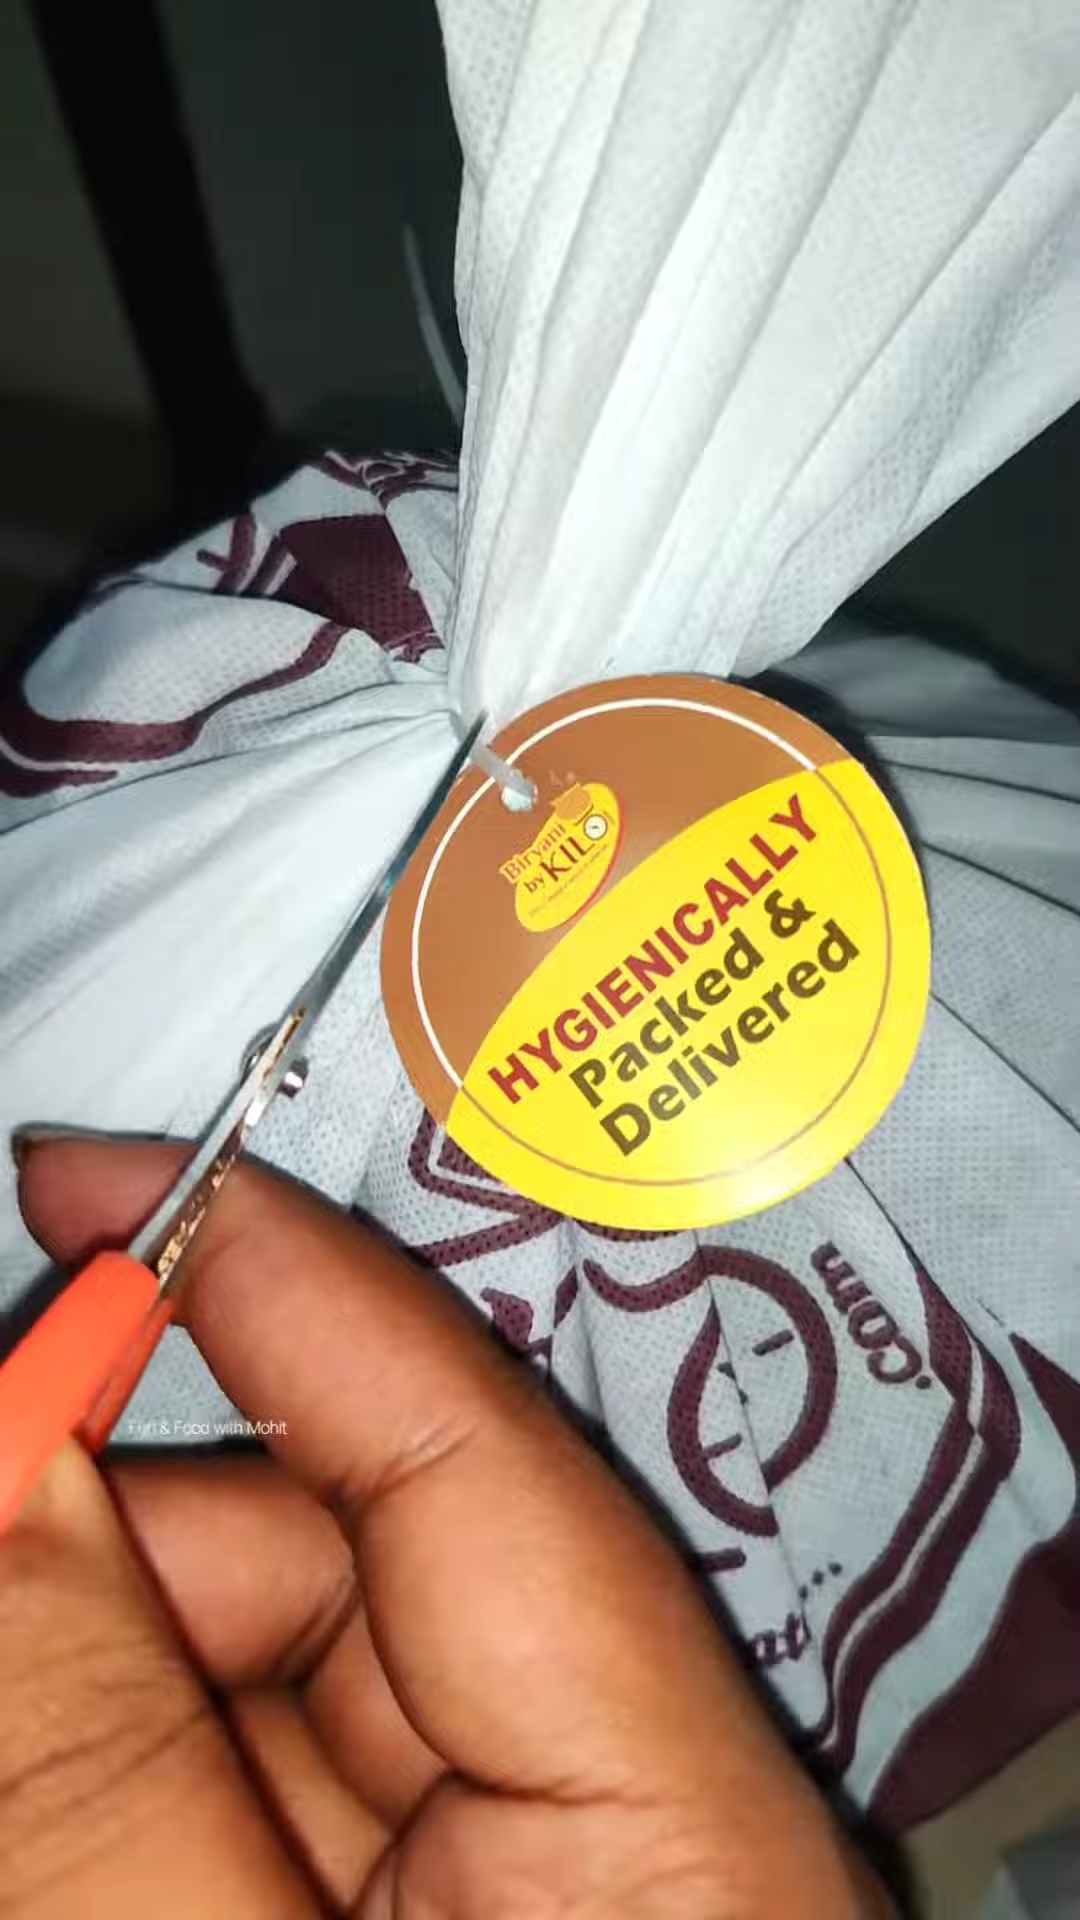 Biryani
by KILO
HYGIENICALLY
Packed &
Delivered
.com
Fun & Food with Mohit